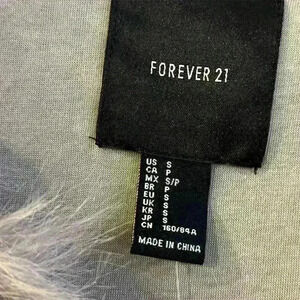 FOREVER 21
US S
CA P
MX S/P
BR P
EU S
UK S
KR S
JP S
CN 160/84A
MADE IN CHINA